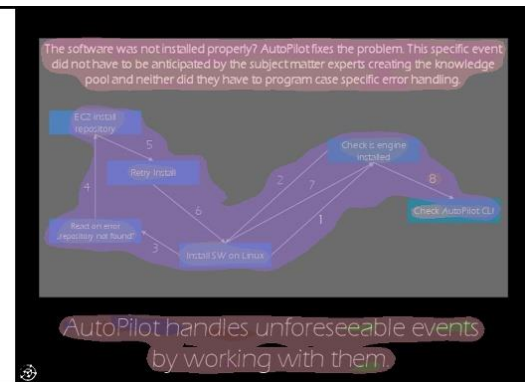 The software was not installed properly? AutoPilot fixes the problem. This specific event
did not have to be anticipated by the subject matter experts creating the knowledge
pool and neither did they have to program case specific error handling.
EC2 install
repository
5
Retry Install
Check is engine
installed
2
7
8
4
6
1
Check AutoPilot CLI
React on error
„repository not found“
3
Install SW on Linux
AutoPilot handles unforeseeable events
by working with them.